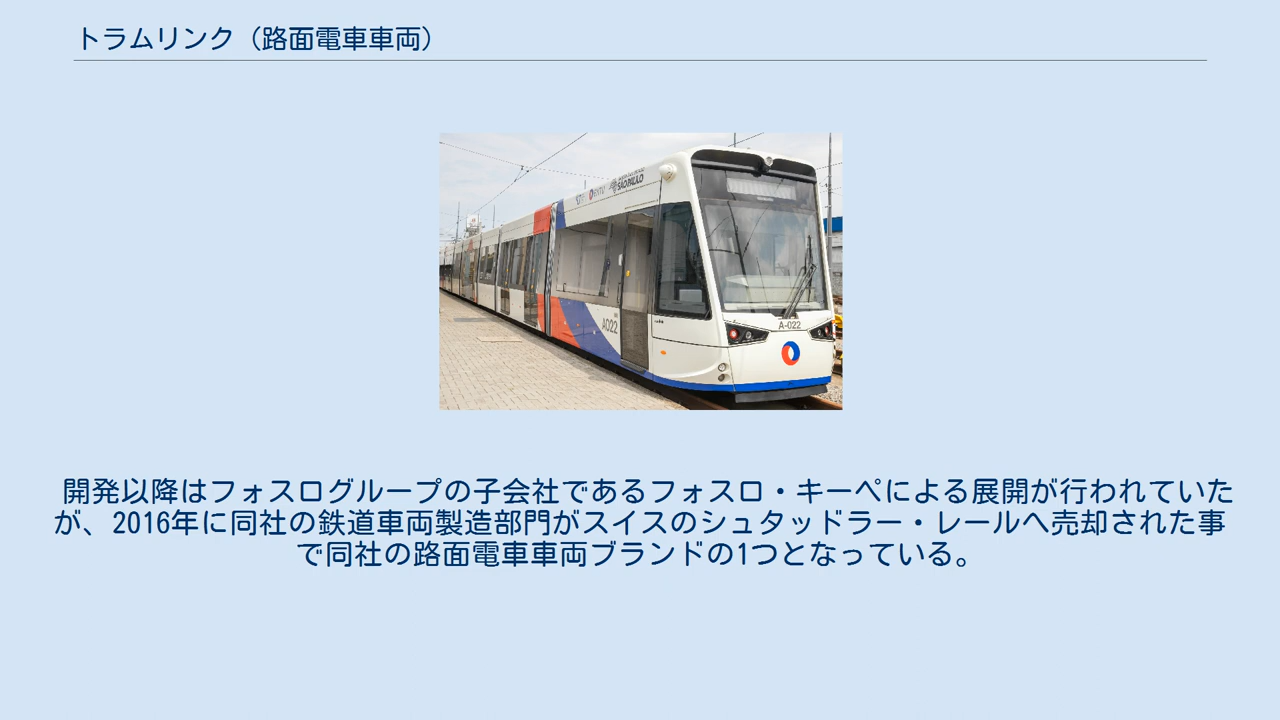 トラムリンク（路面電車車両）
SÃO PAULO
A022
A-022
開発以降はフォスログループの子会社であるフォスロ・キーペによる展開が行われていた
が、2016年に同社の鉄道車両製造部門がスイスのシュタッドラー・レールへ売却された事
で同社の路面電車車両ブランドの1つとなっている。